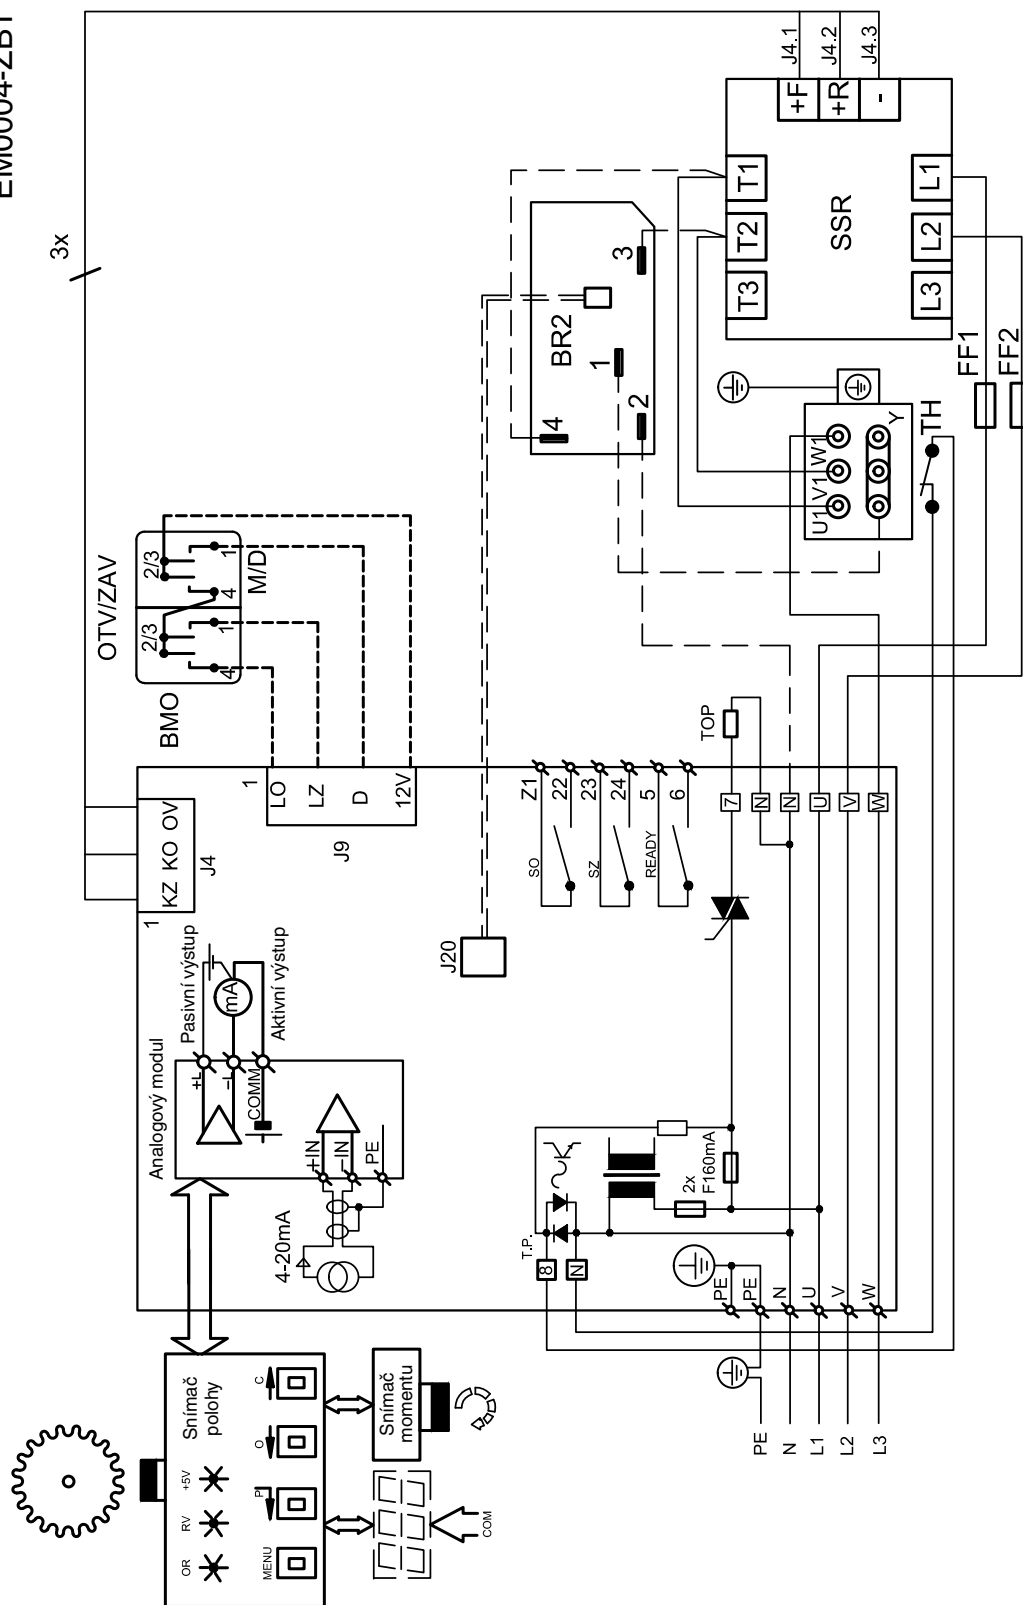 EM0004-ZB1
3x
J4.1
J4.2
J4.3
+F
+R
-
T1
T2
T3
SSR
L1
L2
L3
FF1
FF2
BR2
3
1
2
4
OTV/ZAV
2/3
2/3
1
4
1
4
M/D
BMO
U1
V1
W1
Y
TH
1
KZ KO OV
J4
1
LO
LZ
D
12V
J9
J20
Z1
22
23
24
5
6
SO
SZ
READY
TOP
7
N
N
U
V
W
Pasivní výstup
mA
Aktivní výstup
Analogový modul
+L
-L
COMM
+IN
-IN
PE
4-20mA
T.P.
8
N
2x
F160mA
PE
PE
N
U
V
W
PE
N
L1
L2
L3
Snímač
polohy
+5V
RV
OR
C
O
P
MENU
Snímač
momentu
COM